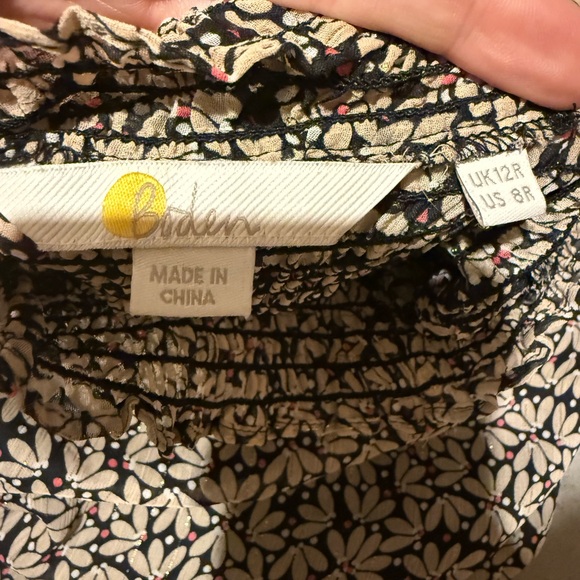 Boden
UK12R
US 8R
MADE IN
CHINA